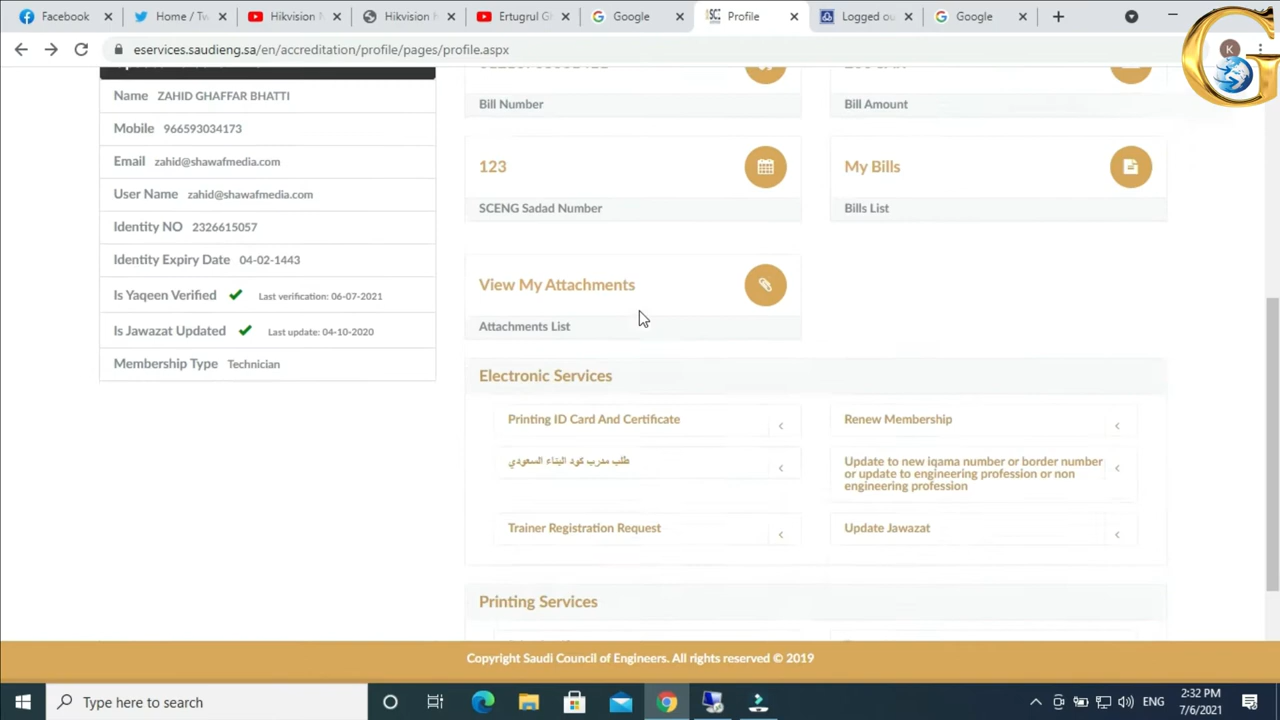 Facebook
Home / Tw
Hikvision N
Hikvision H
Ertugrul Gh
Google
Profile
Logged ou
Google
eservices.saudieng.sa/en/accreditation/profile/pages/profile.aspx
K
G
Name ZAHID GHAFFAR BHATTI
Mobile 966593034173
Email zahid@shawafmedia.com
User Name zahid@shawafmedia.com
Identity NO 2326615057
Identity Expiry Date 04-02-1443
Is Yaqeen Verified Last verification: 06-07-2021
Is Jawazat Updated Last update: 04-10-2020
Membership Type Technician
Bill Number
Bill Amount
123
SCENG Sadad Number
My Bills
Bills List
View My Attachments
Attachments List
Electronic Services
Printing ID Card And Certificate
Renew Membership
طلب مدرب كود البناء السعودي
Update to new iqama number or border number
or update to engineering profession or non
engineering profession
Trainer Registration Request
Update Jawazat
Printing Services
Copyright Saudi Council of Engineers. All rights reserved © 2019
Type here to search
ENG
2:32 PM
7/6/2021